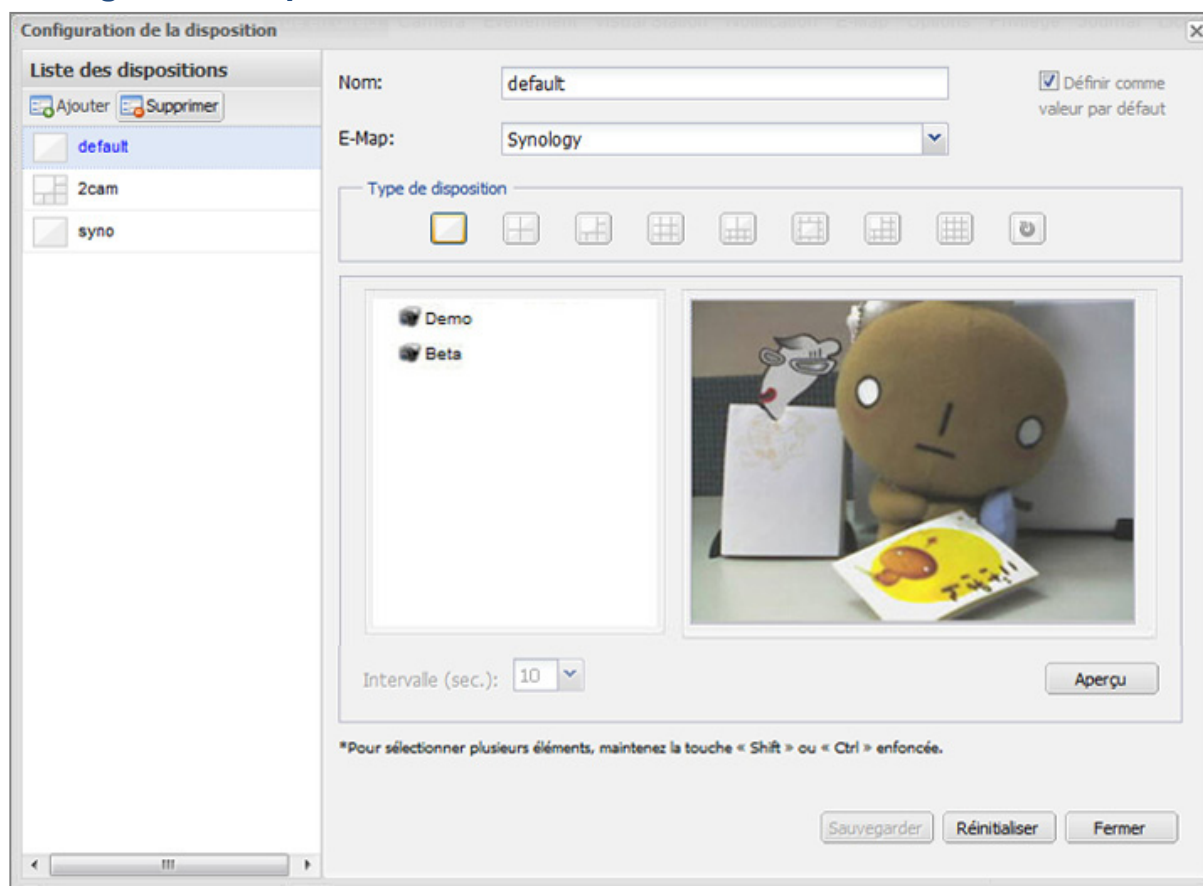 Configuration de la disposition
Liste des dispositions
Ajouter Supprimer
default
2cam
syno
Nom: default
Définir comme
valeur par défaut
E-Map: Synology
Type de disposition
Demo
Beta
Intervalle (sec.): 10
Aperçu
*Pour sélectionner plusieurs éléments, maintenez la touche « Shift » ou « Ctrl » enfoncée.
Sauvegarder Réinitialiser Fermer